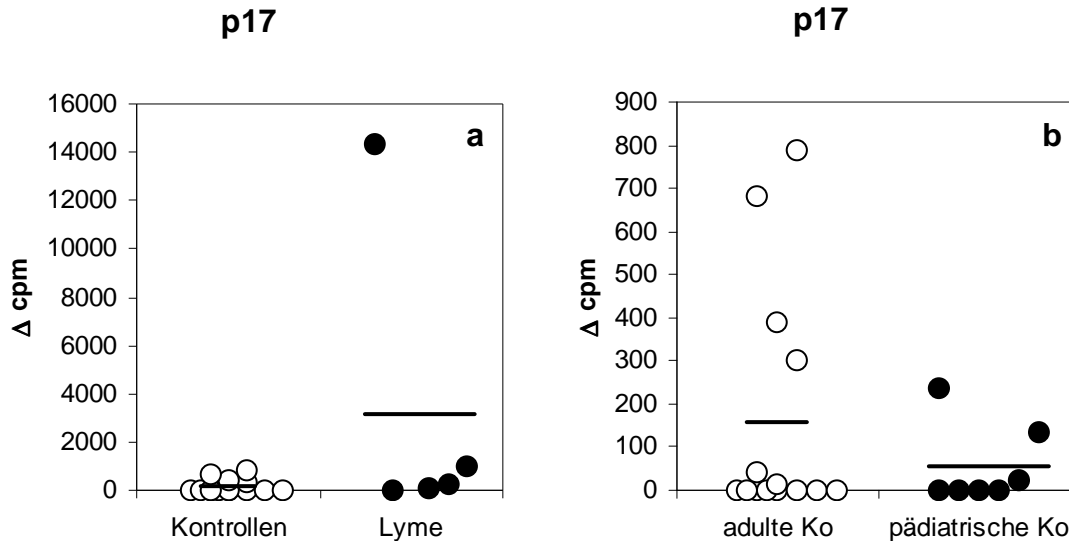 p17
a
16000
14000
12000
10000
8000
6000
4000
2000
0
Δ cpm
Kontrollen Lyme
p17
b
900
800
700
600
500
400
300
200
100
0
Δ cpm
adulte Ko pädiatrische Ko